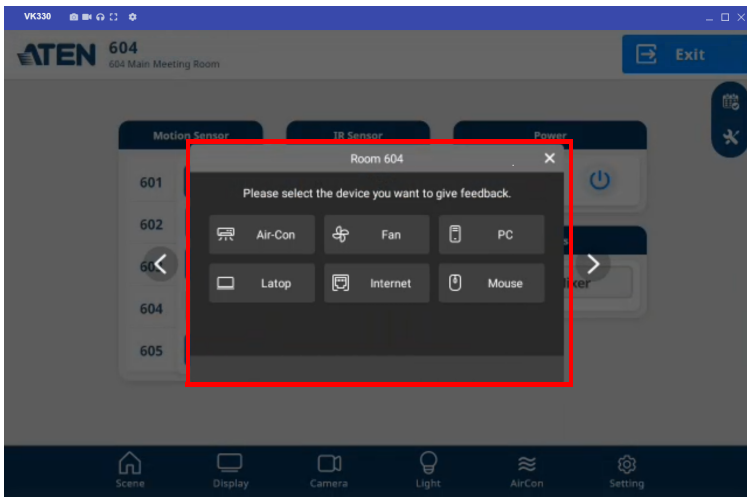 VK330
ATEN
604
604 Main Meeting Room
Exit
Motion Sensor
IR Sensor
Power
Room 604
Please select the device you want to give feedback.
601
602
Air-Con
Fan
PC
Latop
Internet
Mouse
604
605
Scene
Display
Camera
Light
AirCon
Setting